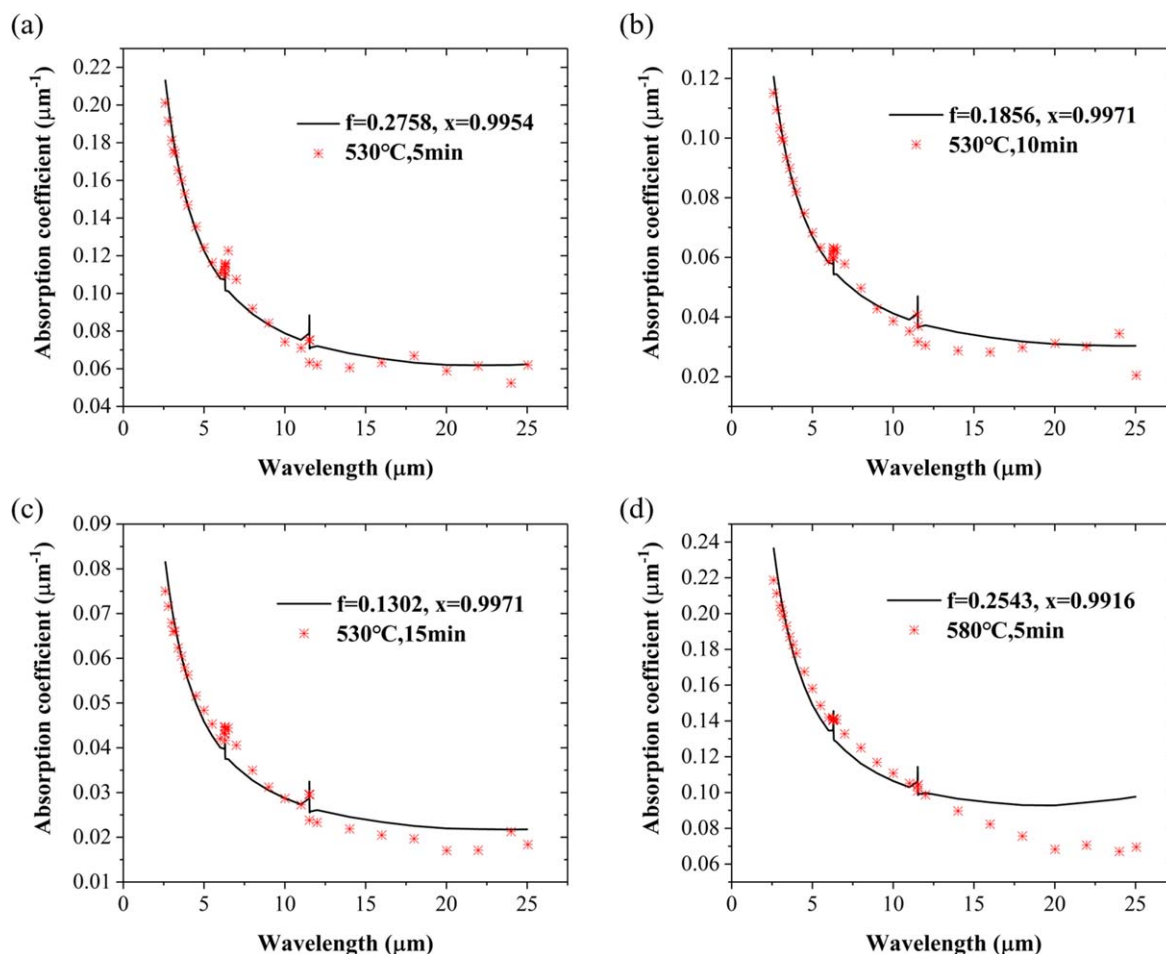 (a)
0.22
0.20
0.18
0.16
0.14
0.12
0.10
0.08
0.06
0.04
Absorption coefficient (μm⁻¹)
f=0.2758, x=0.9954
530°C,5min
0 5 10 15 20 25
Wavelength (μm)
(b)
0.12
0.10
0.08
0.06
0.04
0.02
Absorption coefficient (μm⁻¹)
f=0.1856, x=0.9971
530°C,10min
0 5 10 15 20 25
Wavelength (μm)
(c)
0.09
0.08
0.07
0.06
0.05
0.04
0.03
0.02
0.01
Absorption coefficient (μm⁻¹)
f=0.1302, x=0.9971
530°C,15min
0 5 10 15 20 25
Wavelength (μm)
(d)
0.24
0.22
0.20
0.18
0.16
0.14
0.12
0.10
0.08
0.06
Absorption coefficient (μm⁻¹)
f=0.2543, x=0.9916
580°C,5min
0 5 10 15 20 25
Wavelength (μm)